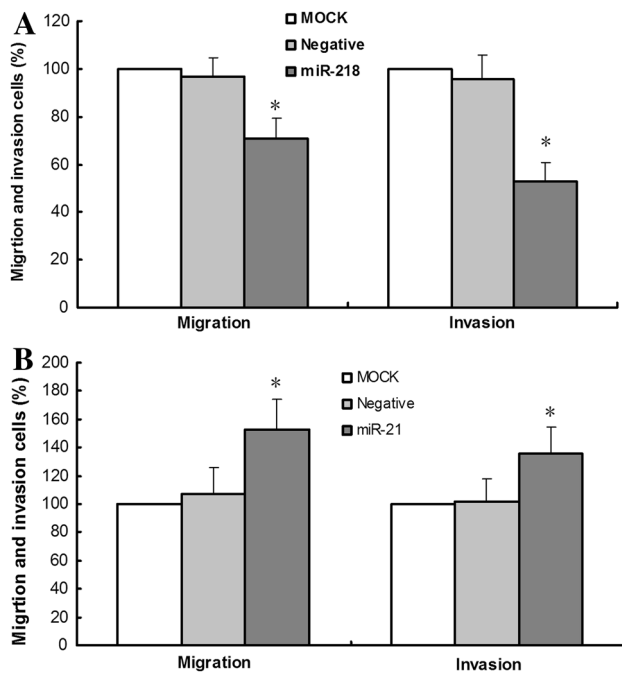 A
Migrtion and invasion cells (%)
120
100
80
60
40
20
0
MOCK
Negative
miR-218
*
*
Migration
Invasion
B
Migrtion and invasion cells (%)
200
180
160
140
120
100
80
60
40
20
0
MOCK
Negative
miR-21
*
*
Migration
Invasion